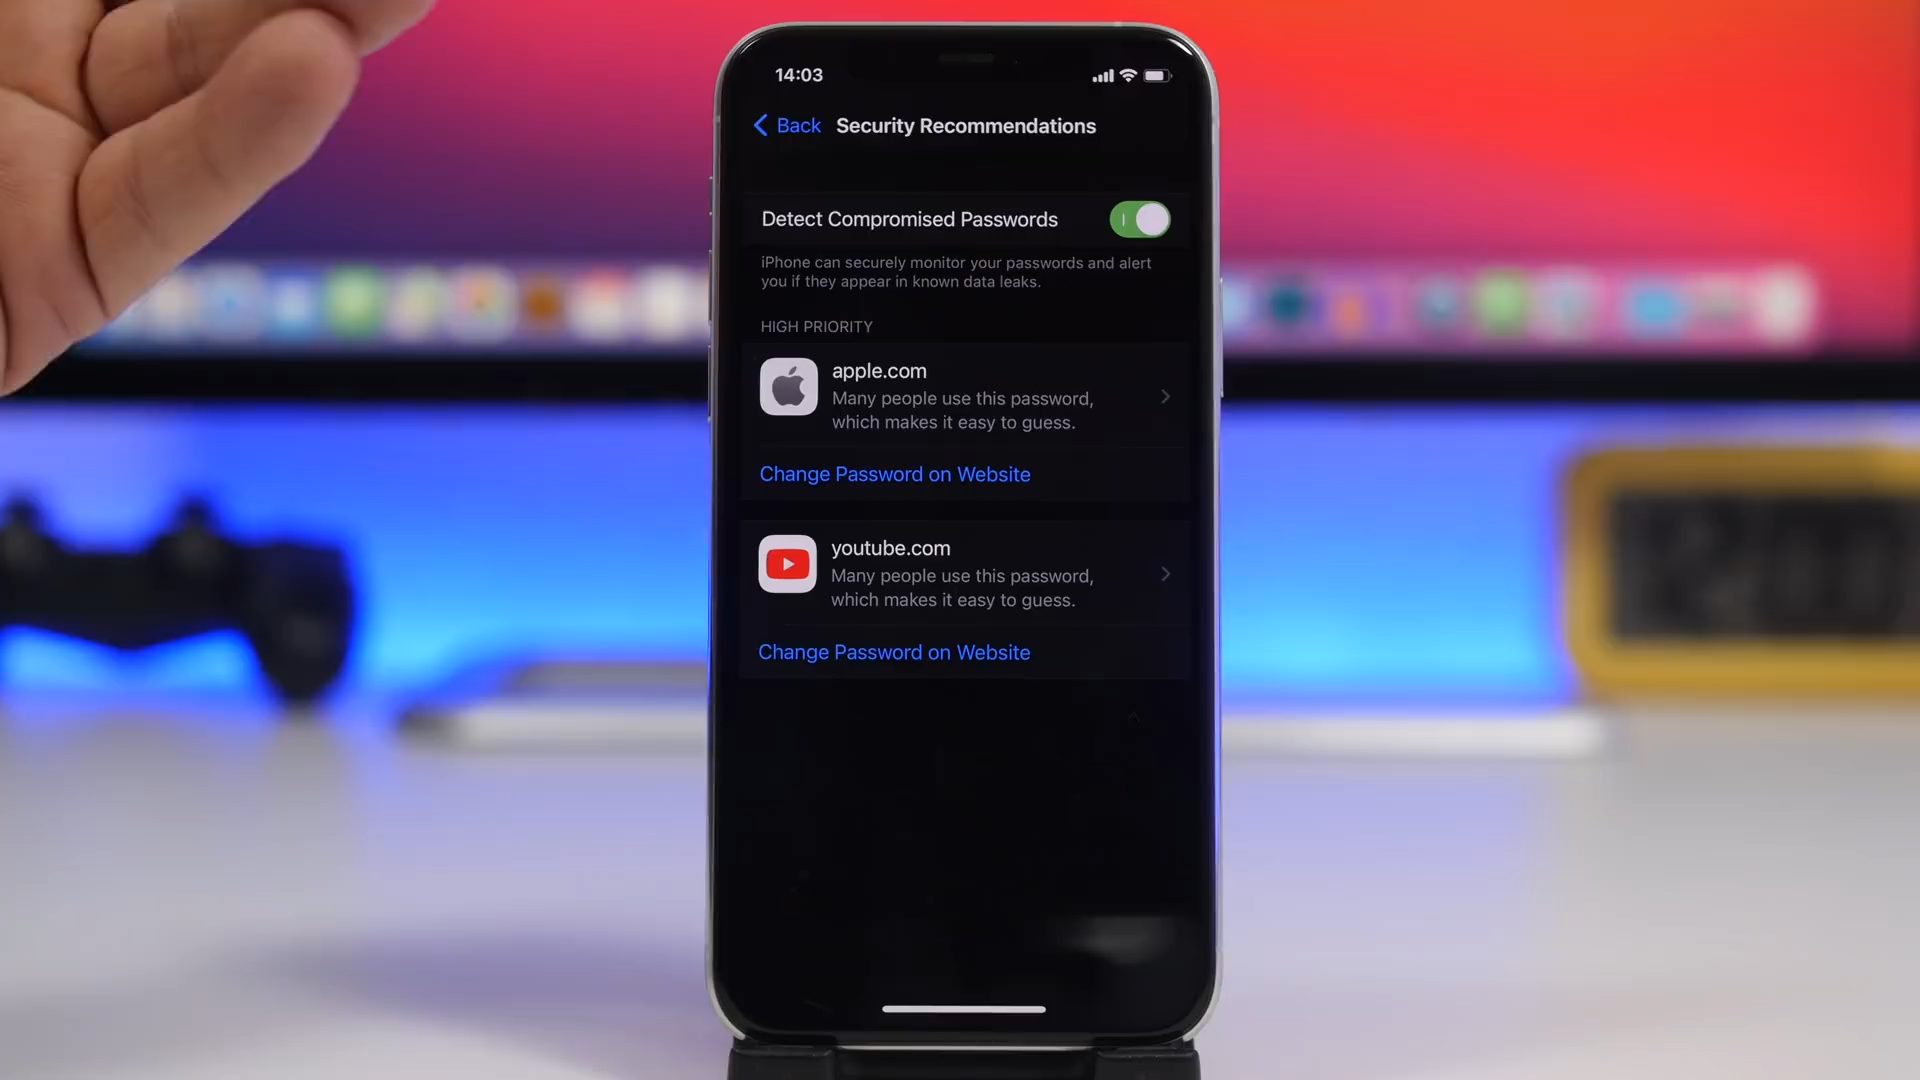 14:03
Back Security Recommendations
Detect Compromised Passwords
iPhone can securely monitor your passwords and alert
you if they appear in known data leaks.
HIGH PRIORITY
apple.com
Many people use this password,
which makes it easy to guess.
Change Password on Website
youtube.com
Many people use this password,
which makes it easy to guess.
Change Password on Website